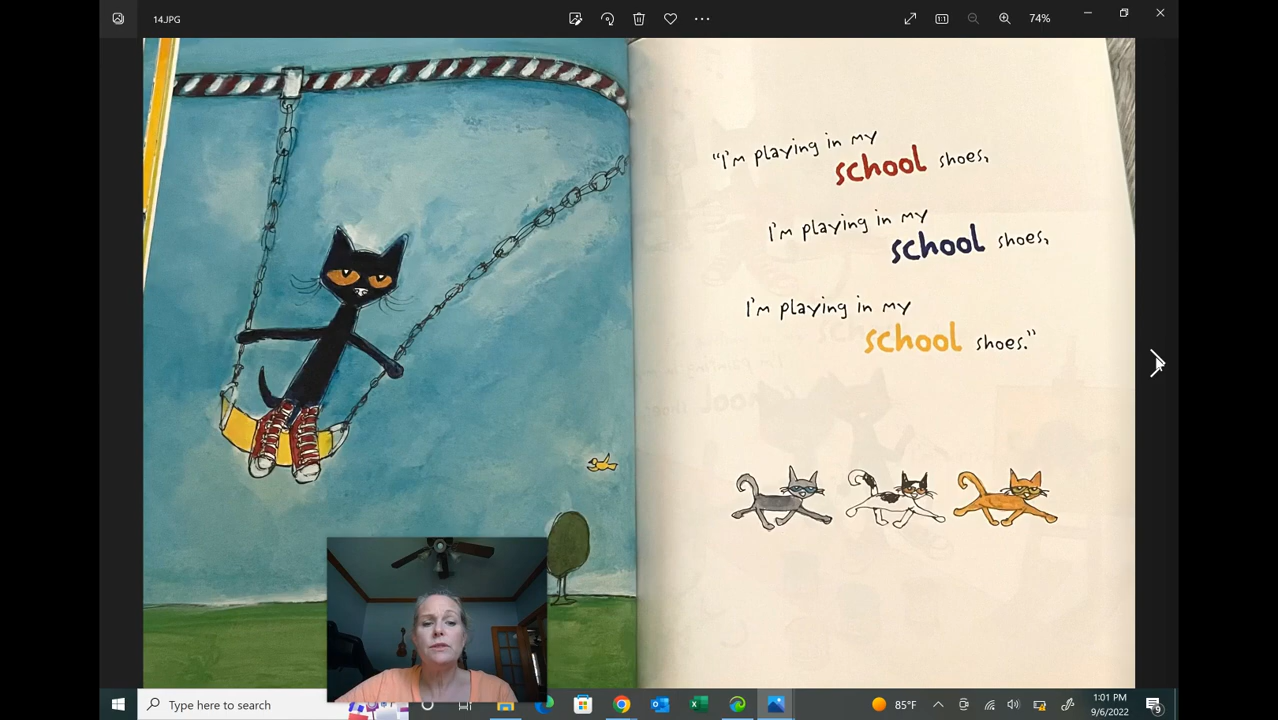 14.JPG
74%
"I'm playing in my
school shoes,
I'm playing in my
school shoes,
I'm playing in my
school shoes."
Type here to search
85°F
1:01 PM
9/6/2022
9